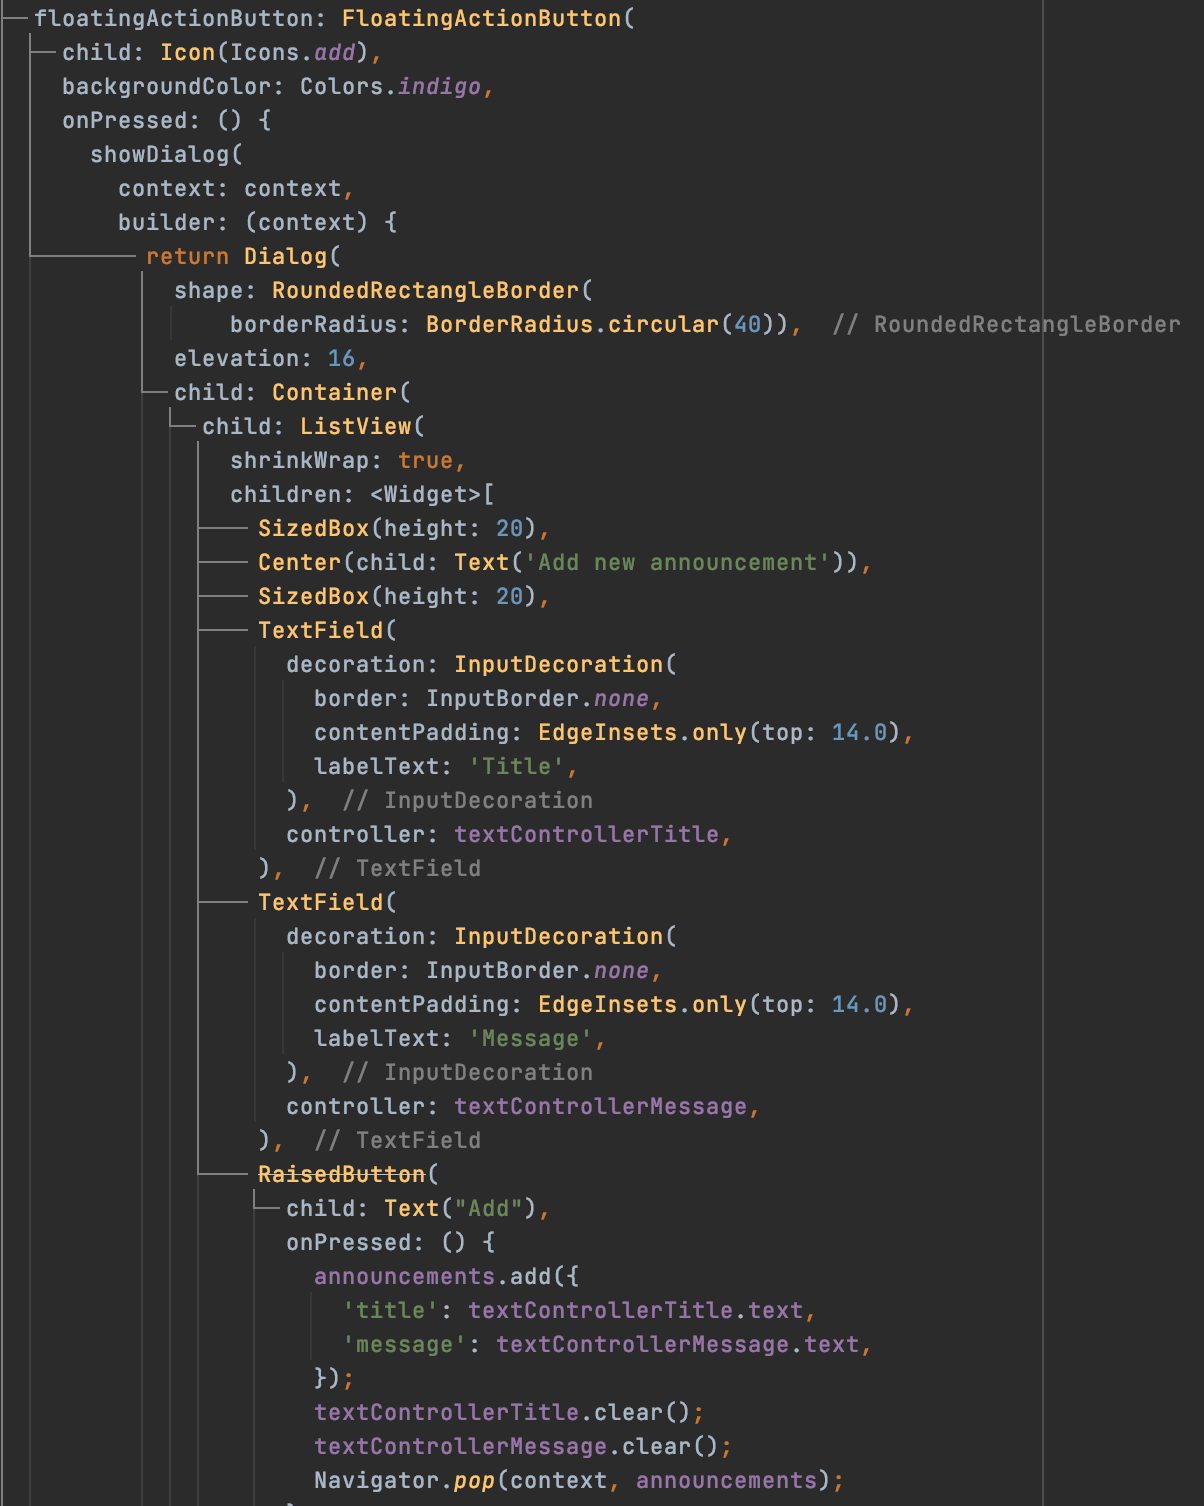 floatingActionButton: FloatingActionButton(
child: Icon(Icons.add),
backgroundColor: Colors.indigo,
onPressed: () {
showDialog(
context: context,
builder: (context) {
return Dialog(
shape: RoundedRectangleBorder(
borderRadius: BorderRadius.circular(40)),  // RoundedRectangleBorder
elevation: 16,
child: Container(
child: ListView(
shrinkWrap: true,
children: <Widget>[
SizedBox(height: 20),
Center(child: Text('Add new announcement')),
SizedBox(height: 20),
TextField(
decoration: InputDecoration(
border: InputBorder.none,
contentPadding: EdgeInsets.only(top: 14.0),
labelText: 'Title',
),  // InputDecoration
controller: textControllerTitle,
),  // TextField
TextField(
decoration: InputDecoration(
border: InputBorder.none,
contentPadding: EdgeInsets.only(top: 14.0),
labelText: 'Message',
),  // InputDecoration
controller: textControllerMessage,
),  // TextField
RaisedButton(
child: Text("Add"),
onPressed: () {
announcements.add({
'title': textControllerTitle.text,
'message': textControllerMessage.text,
});
textControllerTitle.clear();
textControllerMessage.clear();
Navigator.pop(context, announcements);